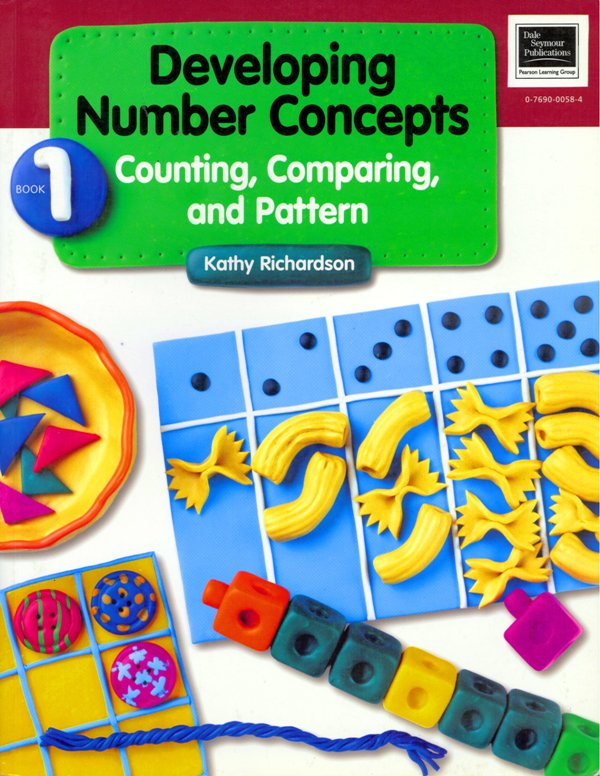 Developing
Number Concepts
Counting, Comparing,
and Pattern
BOOK 1
Kathy Richardson
Dale
Seymour
Publications
Pearson Learning Group
0-7690-0058-4